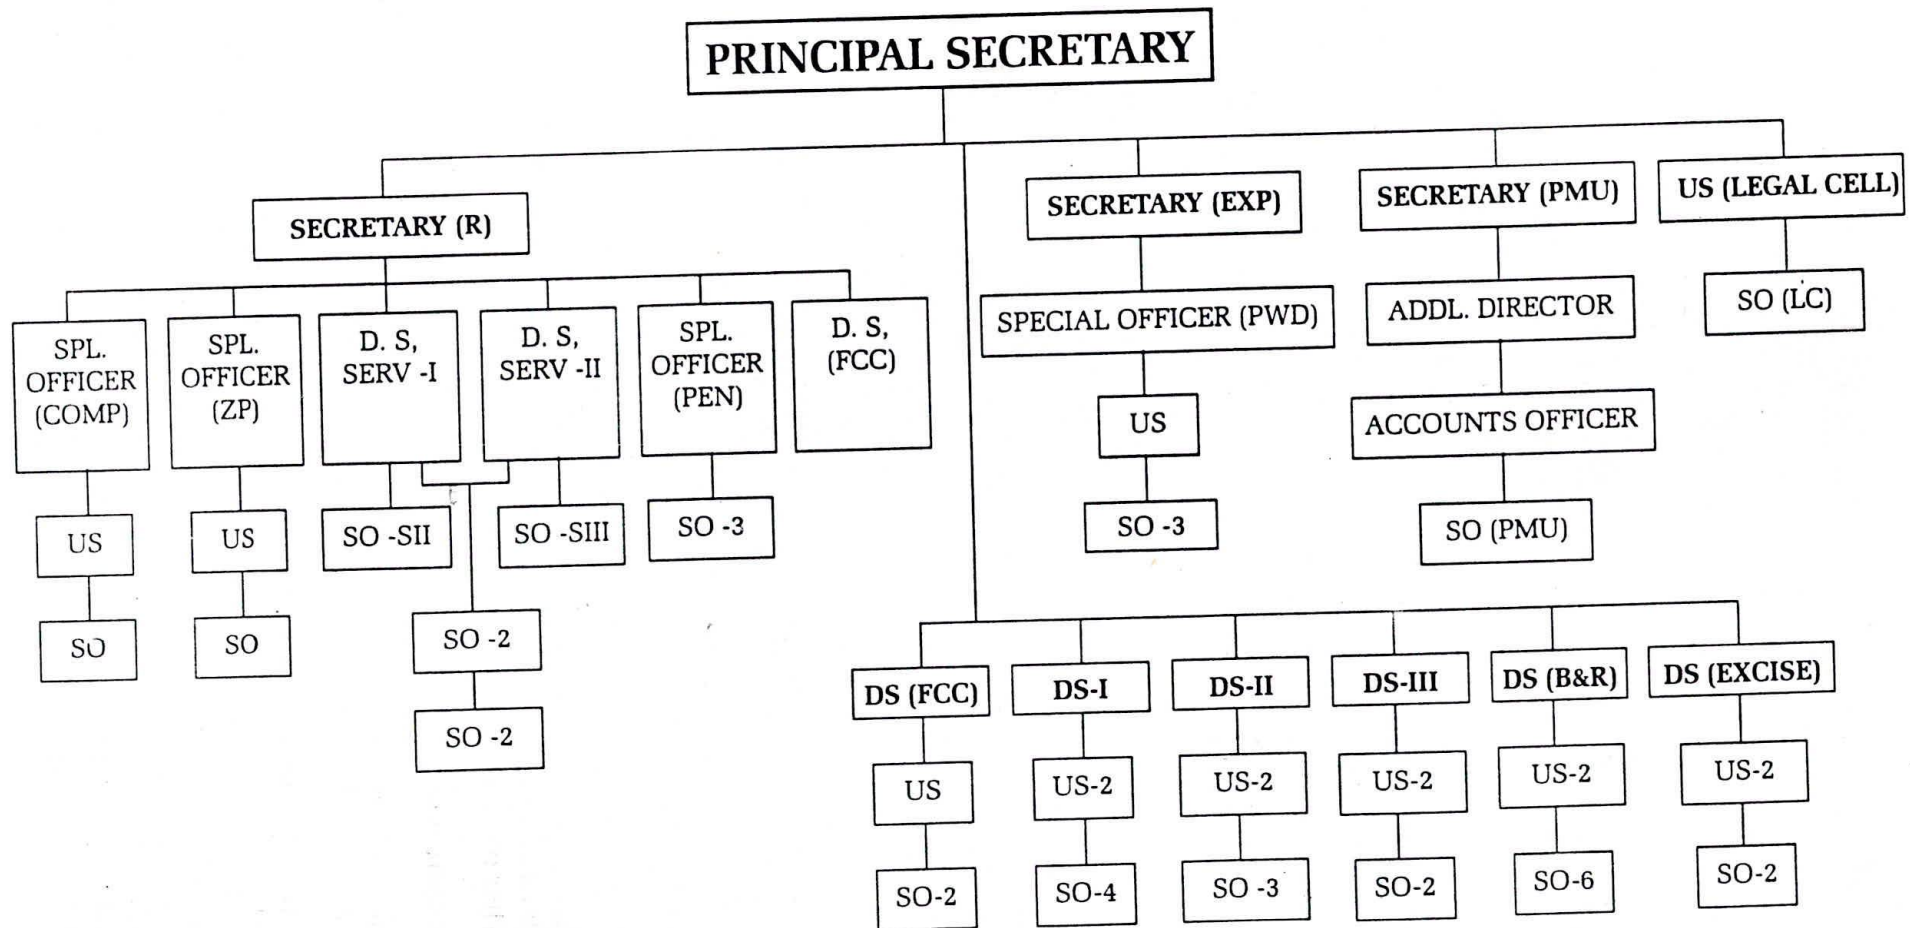 PRINCIPAL SECRETARY
SECRETARY (R)
SECRETARY (EXP)
SECRETARY (PMU)
US (LEGAL CELL)
SPL.
OFFICER
(COMP)
SPL.
OFFICER
(ZP)
D. S,
SERV -I
D. S,
SERV -II
SPL.
OFFICER
(PEN)
D. S,
(FCC)
SPECIAL OFFICER (PWD)
ADDL. DIRECTOR
SO (LC)
US
ACCOUNTS OFFICER
US
US
SO -SII
SO -SIII
SO -3
SO -3
SO (PMU)
SO
SO
SO -2
SO -2
DS (FCC)
DS-I
DS-II
DS-III
DS (B&R)
DS (EXCISE)
US
US-2
US-2
US-2
US-2
US-2
SO-2
SO-4
SO -3
SO-2
SO-6
SO-2